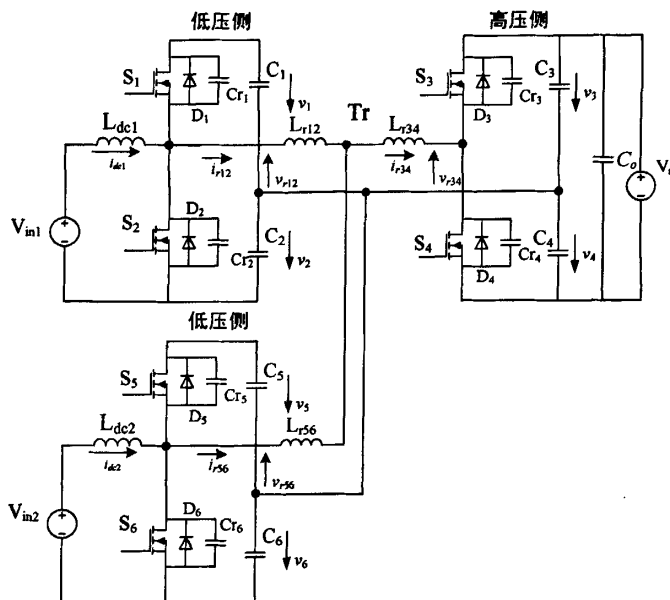 低压侧
高压侧
S1
D1
Cr1
C1
v1
Lr12
Tr
Lr34
S3
D3
Cr3
C3
v3
Ldc1
idc1
ir12
vr12
ir34
vr34
Co
Vin1
S2
D2
Cr2
C2
v2
S4
D4
Cr4
C4
v4
低压侧
S5
D5
Cr5
C5
v5
Ldc2
idc2
ir56
Lr56
vr56
Vin2
S6
D6
Cr6
C6
v6